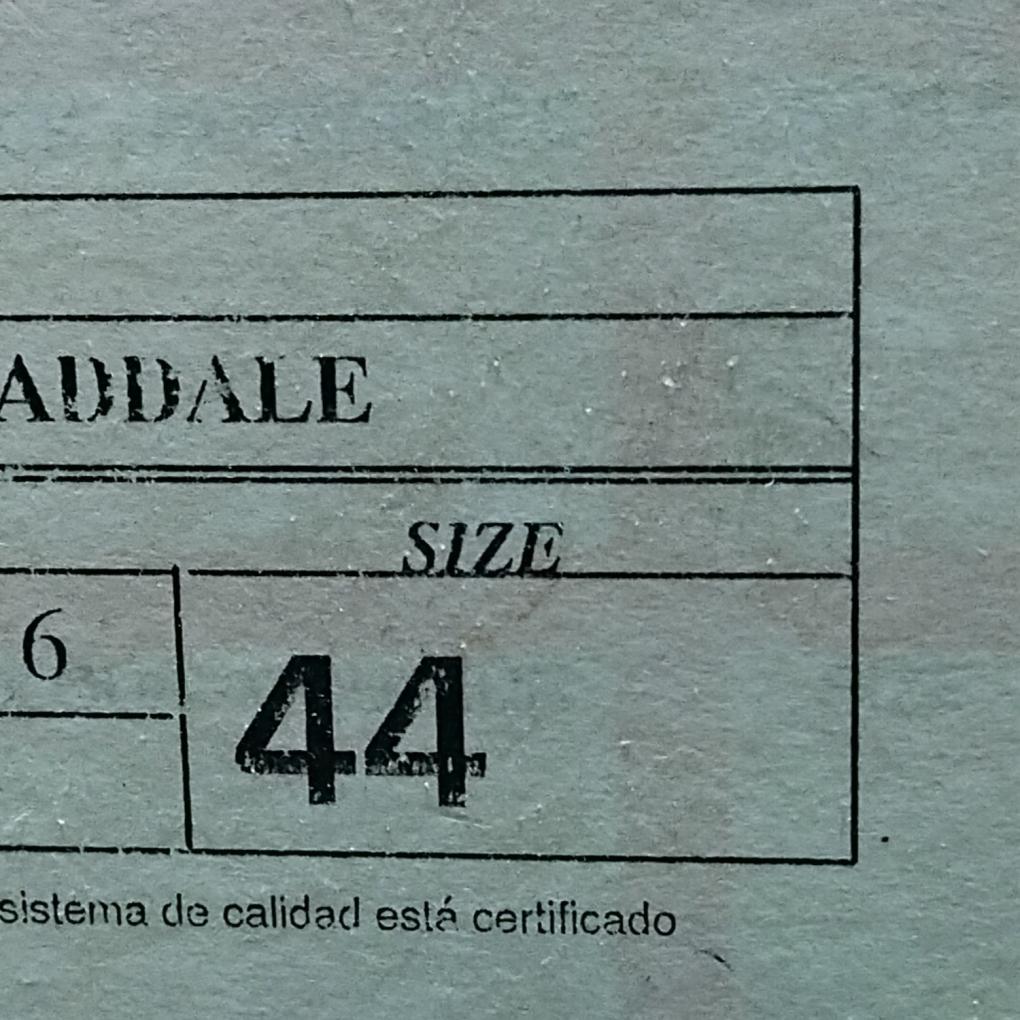 ADDALE
SIZE
6
44
sistema de calidad está certificado